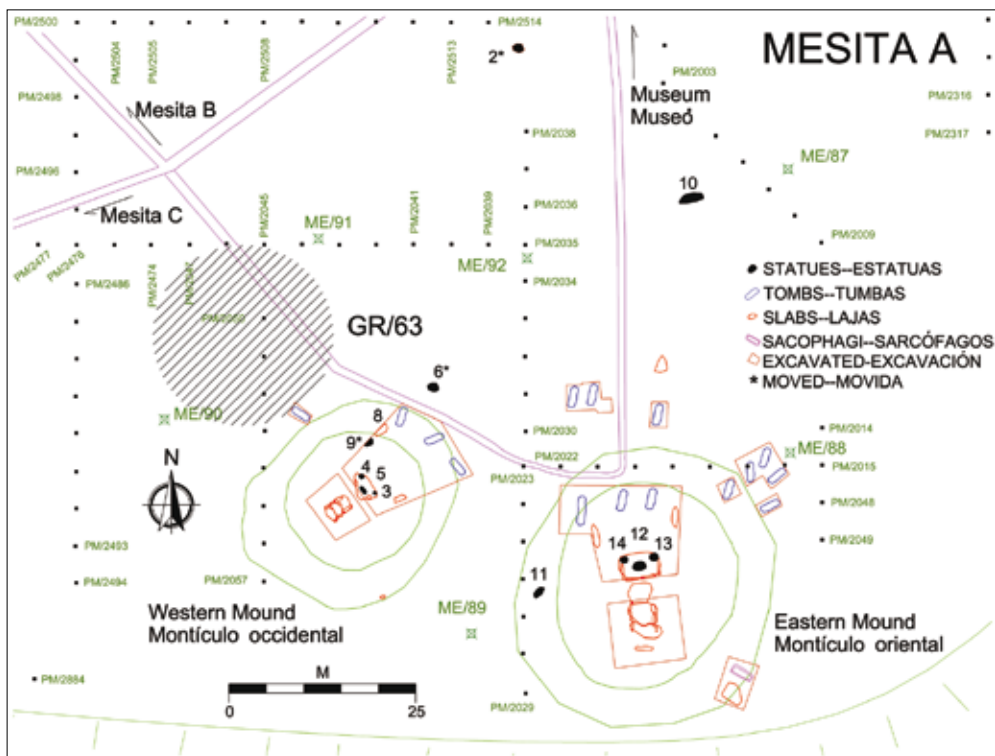 PM/2500
PM/2504
PM/2505
PM/2508
PM/2513
PM/2514
2*
MESITA A
PM/2003
PM/2498
Mesita B
Museum
Museo
PM/2316
PM/2317
PM/2038
PM/2496
ME/87
10
Mesita C
PM/2045
ME/91
PM/2041
PM/2039
PM/2036
PM/2035
PM/2009
PM/2477
PM/2476
PM/2474
ME/92
PM/2486
PM/2034
STATUES--ESTATUAS
TOMBS--TUMBAS
SLABS--LAJAS
SACOPHAGI--SARCÓFAGOS
EXCAVATED-EXCAVACIÓN
* MOVED--MOVIDA
GR/63
6*
ME/90
8
9*
PM/2030
PM/2014
PM/2022
ME/88
N
4
5
3
PM/2023
PM/2015
PM/2048
12
14
13
PM/2493
PM/2049
PM/2494
PM/2057
11
Western Mound
Montículo occidental
ME/89
Eastern Mound
Montículo oriental
PM/2884
M
0
25
PM/2029